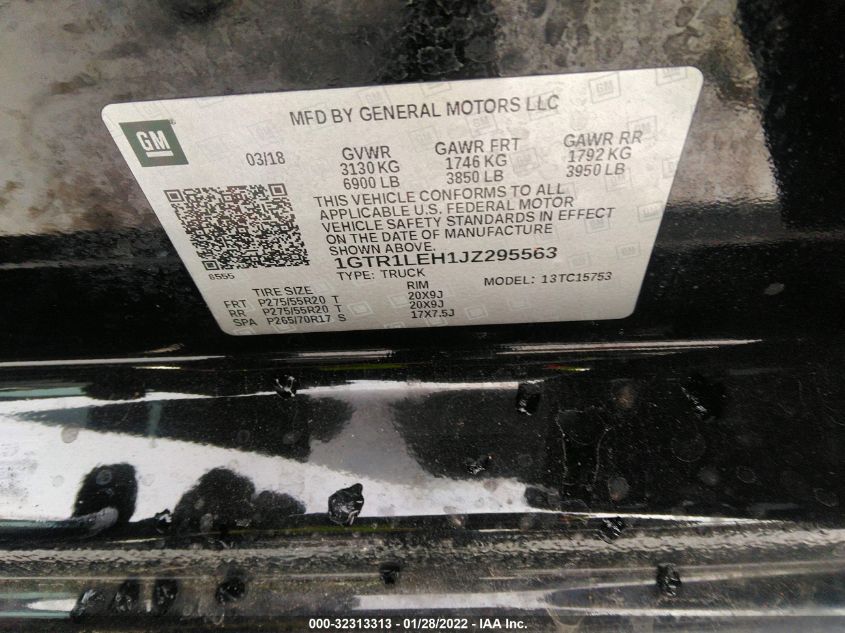 MFD BY GENERAL MOTORS LLC
GM
03/18 GVWR GAWR FRT GAWR RR
3130 KG 1746 KG 1792 KG
6900 LB 3850 LB 3950 LB
THIS VEHICLE CONFORMS TO ALL
APPLICABLE U.S. FEDERAL MOTOR
VEHICLE SAFETY STANDARDS IN EFFECT
ON THE DATE OF MANUFACTURE
SHOWN ABOVE.
8555
1GTR1LEH1JZ295563
TYPE: TRUCK MODEL: 13TC15753
TIRE SIZE RIM
FRT P275/55R20 T 20X9J
RR P275/55R20 T 20X9J
SPA P265/70R17 S 17X7.5J
000-32313313 - 01/28/2022 - IAA Inc.